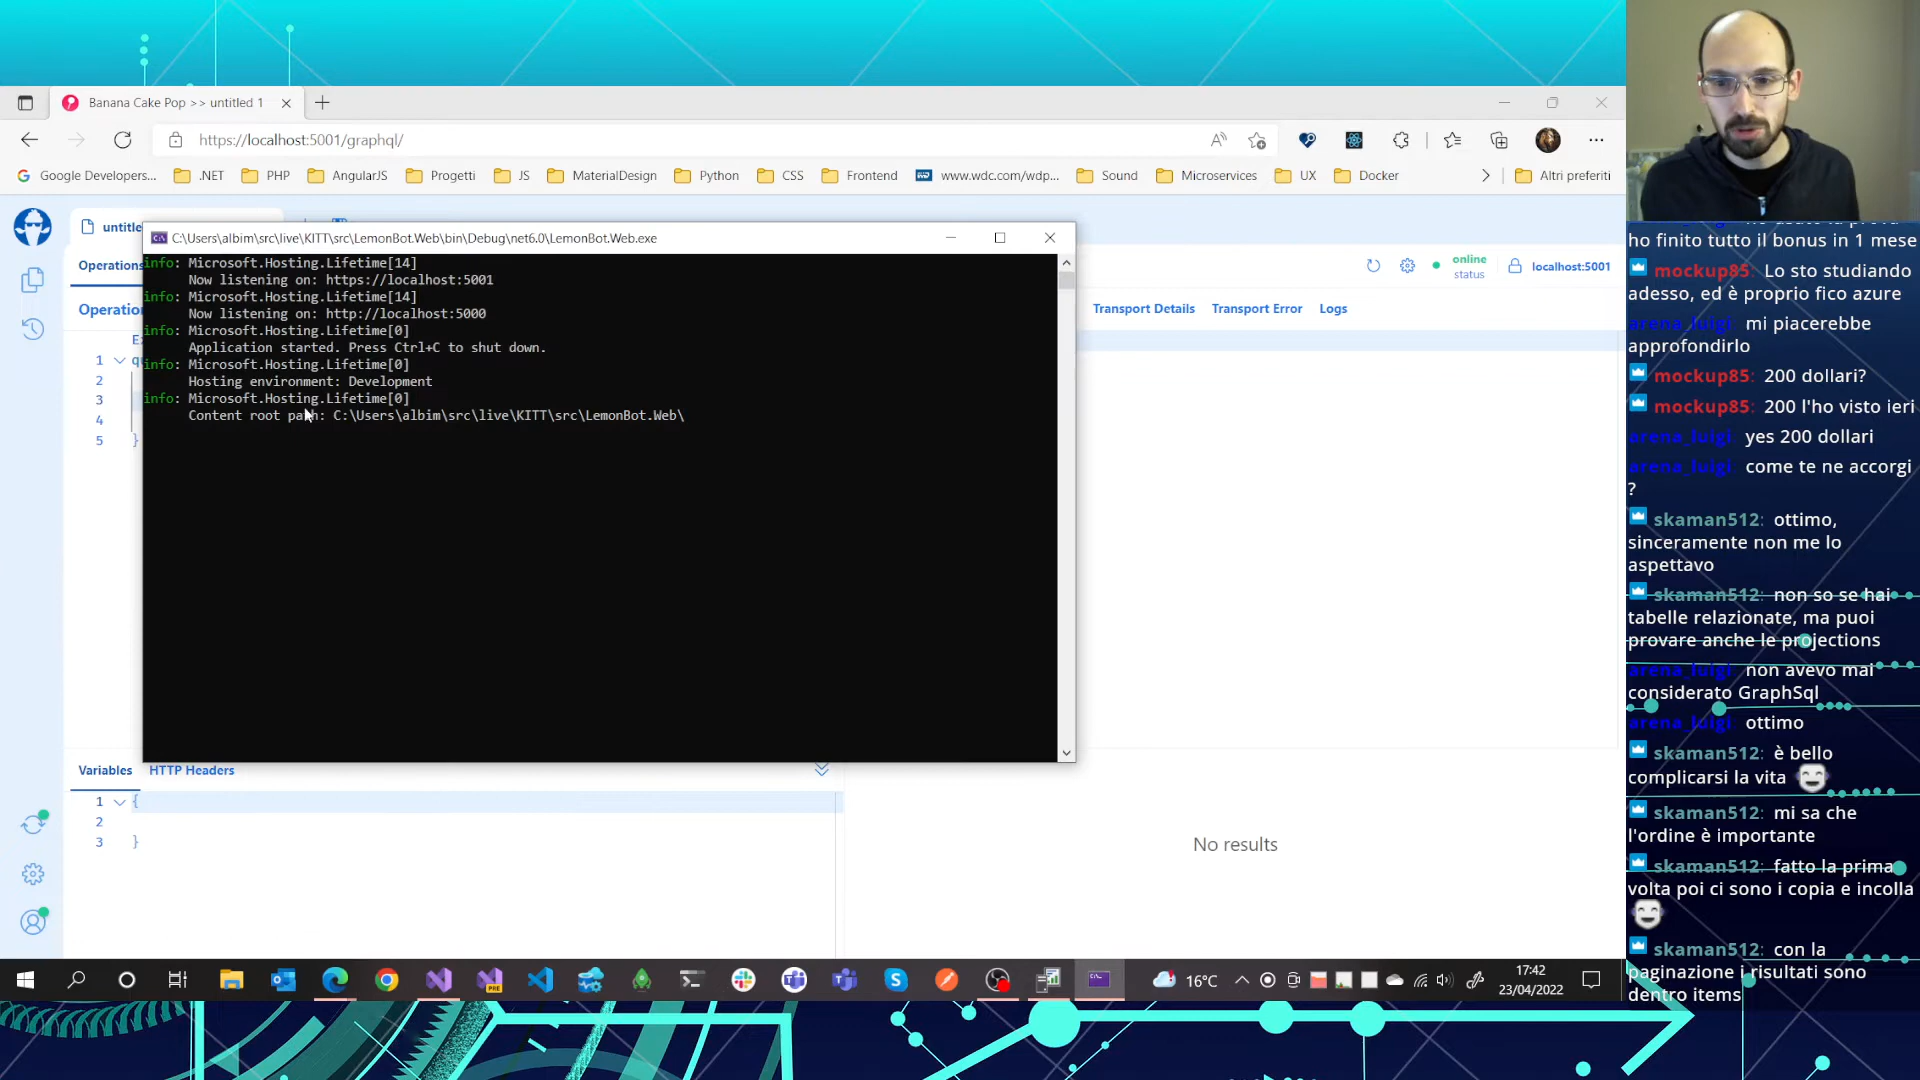 Banana Cake Pop >> untitled 1
https://localhost:5001/graphql/
Google Developers...
.NET
PHP
AngularJS
Progetti
JS
MaterialDesign
Python
CSS
Frontend
www.wdc.com/wdp...
Sound
Microservices
UX
Docker
Altri preferiti
untitle
C:\Users\albim\src\live\KITT\src\LemonBot.Web\bin\Debug\net6.0\LemonBot.Web.exe
Operations
online
status
localhost:5001
Operation
Transport Details
Transport Error
Logs
info: Microsoft.Hosting.Lifetime[14]
Now listening on: https://localhost:5001
info: Microsoft.Hosting.Lifetime[14]
Now listening on: http://localhost:5000
info: Microsoft.Hosting.Lifetime[0]
Application started. Press Ctrl+C to shut down.
info: Microsoft.Hosting.Lifetime[0]
Hosting environment: Development
info: Microsoft.Hosting.Lifetime[0]
Content root path: C:\Users\albim\src\live\KITT\src\LemonBot.Web\
1
2
3
4
5 }
Variables
HTTP Headers
1 {
2
3 }
No results
16°C
17:42
23/04/2022
ho finito tutto il bonus in 1 mese
mockup85: Lo sto studiando
adesso, ed è proprio fico azure
arena_luigi: mi piacerebbe
approfondirlo
mockup85: 200 dollari?
mockup85: 200 l'ho visto ieri
arena_luigi: yes 200 dollari
arena_luigi: come te ne accorgi
?
skaman512: ottimo,
sinceramente non me lo
aspettavo
skaman512: non so se hai
tabelle relazionate, ma puoi
provare anche le projections
arena_luigi: non avevo mai
considerato GraphSql
arena_luigi: ottimo
skaman512: è bello
complicarsi la vita
skaman512: mi sa che
l'ordine è importante
skaman512: fatto la prima
volta poi ci sono i copia e incolla
skaman512: con la
paginazione i risultati sono
dentro items